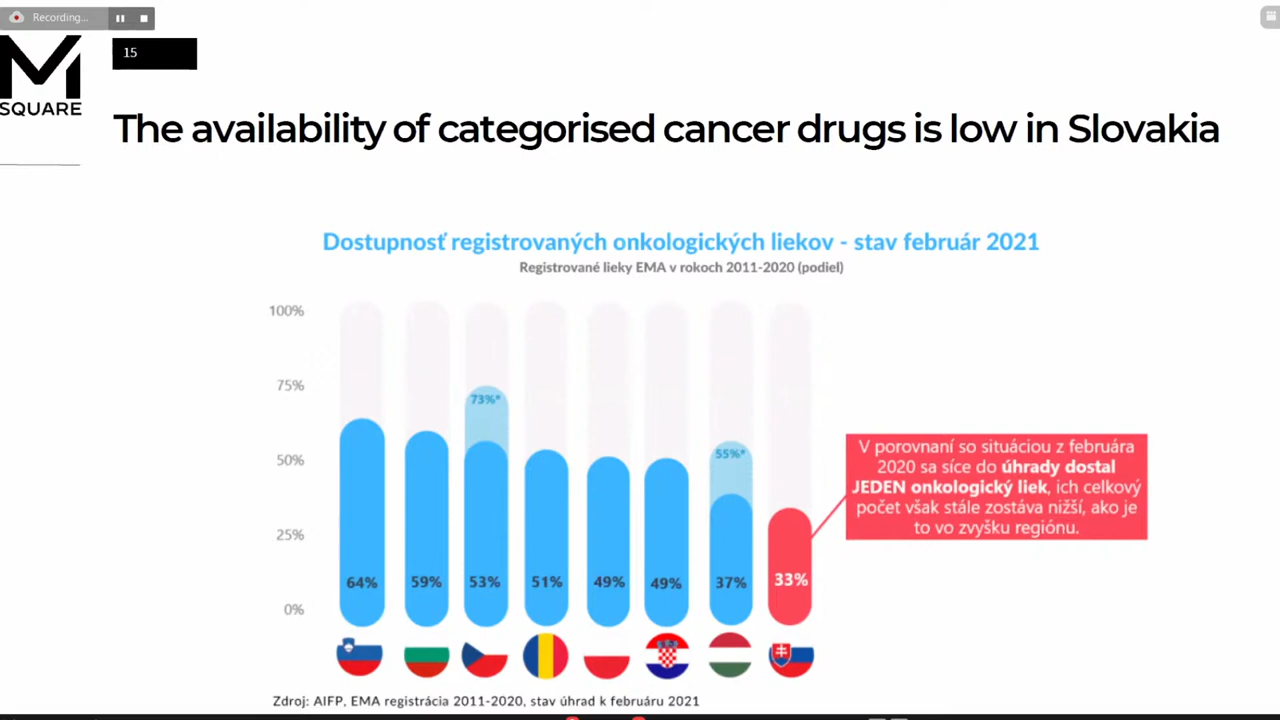 Recording...
M
SQUARE
15
The availability of categorised cancer drugs is low in Slovakia
Dostupnosť registrovaných onkologických liekov - stav február 2021
Registrované lieky EMA v rokoch 2011-2020 (podiel)
100%
75%
50%
25%
0%
73%*
55%*
64%
59%
53%
51%
49%
49%
37%
33%
V porovnaní so situáciou z februára
2020 sa síce do úhrady dostal
JEDEN onkologický liek, ich celkový
počet však stále zostáva nižší, ako je
to vo zvyšku regiónu.
Zdroj: AIFP, EMA registrácia 2011-2020, stav úhrad k februáru 2021